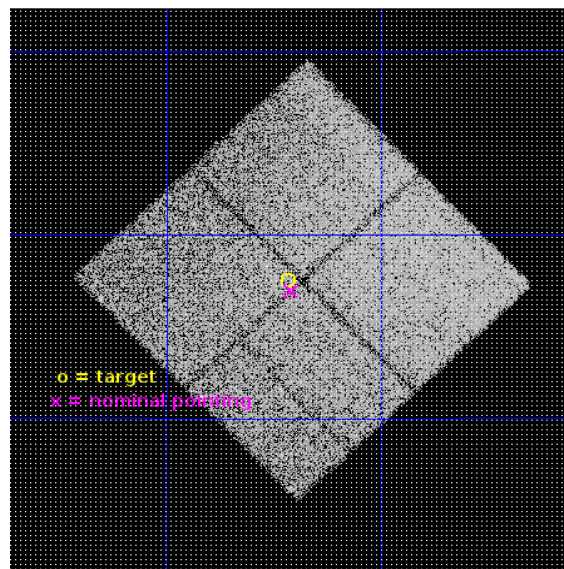 o = target
x = nominal pointing